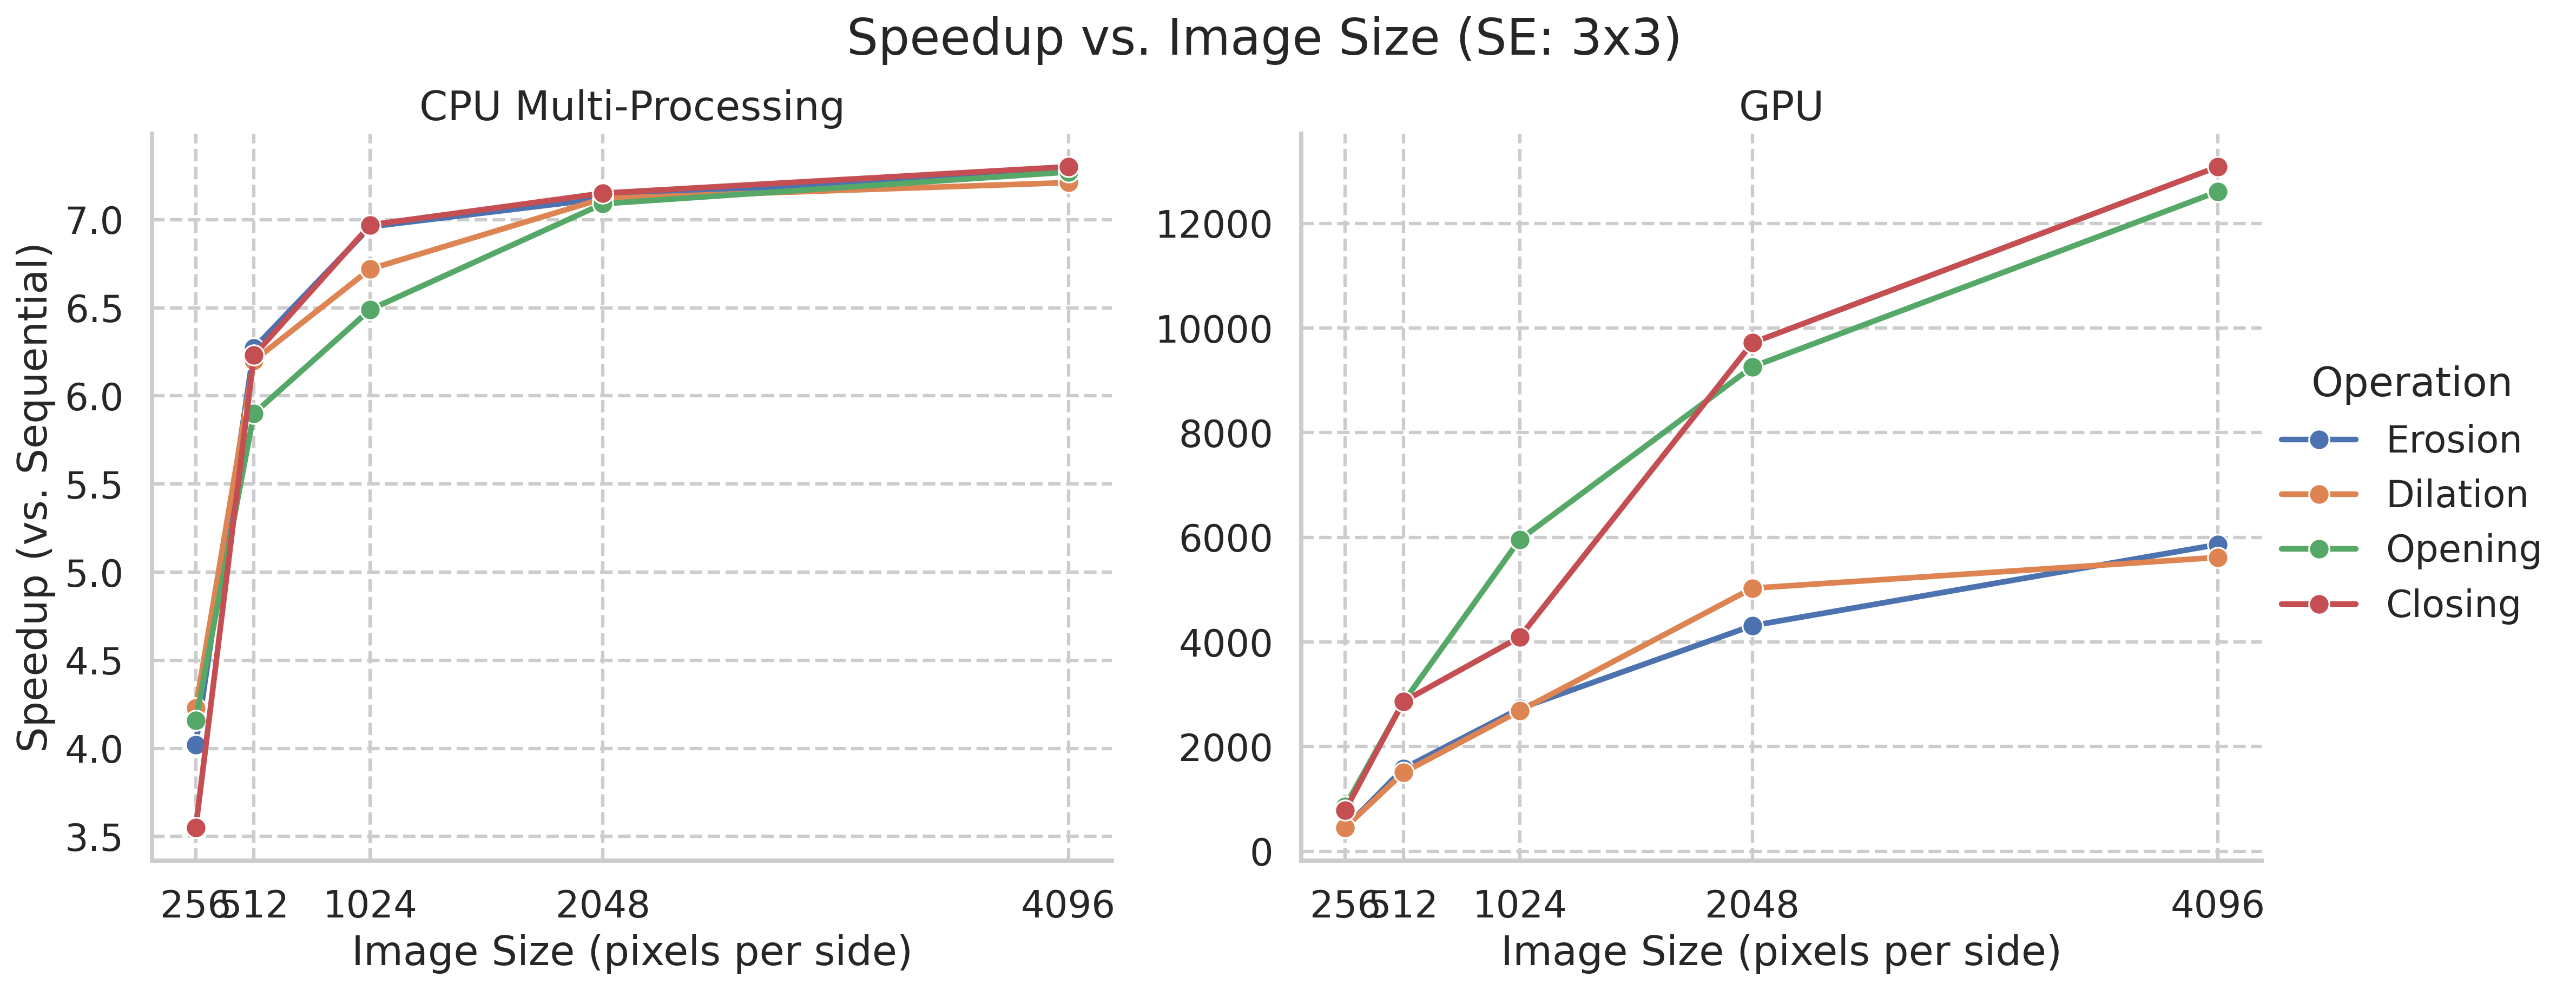 Speedup vs. Image Size (SE: 3x3)
CPU Multi-Processing
Speedup (vs. Sequential)
7.0
6.5
6.0
5.5
5.0
4.5
4.0
3.5
256 512 1024 2048 4096
Image Size (pixels per side)
GPU
12000
10000
8000
6000
4000
2000
0
256 512 1024 2048 4096
Image Size (pixels per side)
Operation
Erosion
Dilation
Opening
Closing